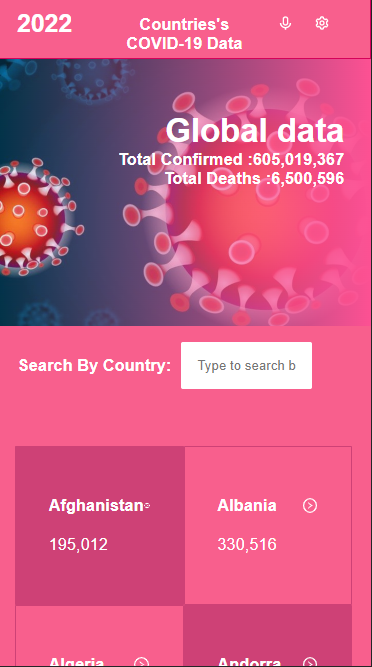 2022
Countries's
COVID-19 Data
Global data
Total Confirmed :605,019,367
Total Deaths :6,500,596
Search By Country:
Type to search b
Afghanistan
Albania
195,012
330,516
Algeria
Andorra